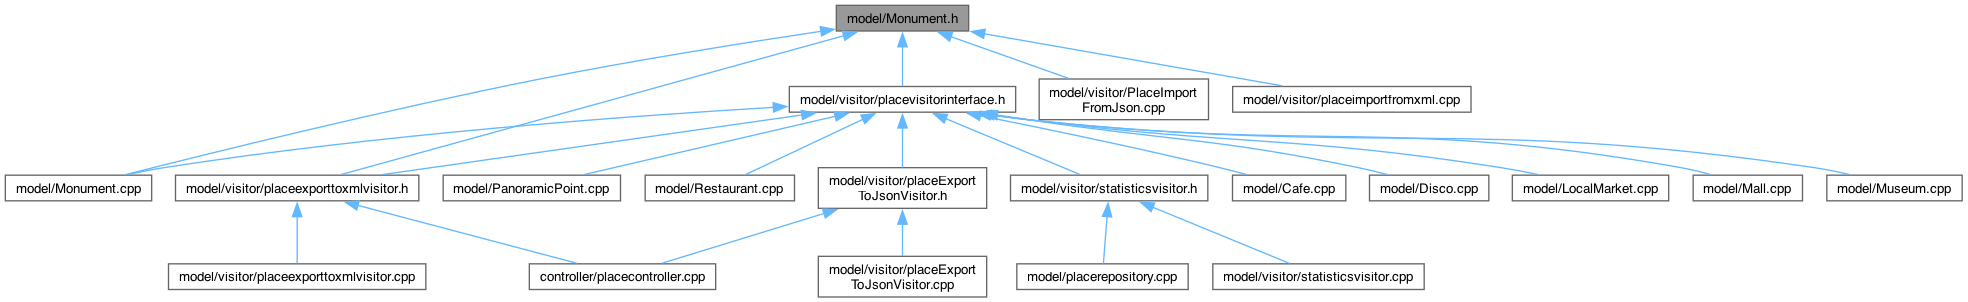 model/Monument.h
model/visitor/placevisitorinterface.h
model/visitor/PlaceImport
FromJson.cpp
model/visitor/placeimportfromxml.cpp
model/Monument.cpp
model/visitor/placeexporttoxmlvisitor.h
model/PanoramicPoint.cpp
model/Restaurant.cpp
model/visitor/placeExport
ToJsonVisitor.h
model/visitor/statisticsvisitor.h
model/Cafe.cpp
model/Disco.cpp
model/LocalMarket.cpp
model/Mall.cpp
model/Museum.cpp
model/visitor/placeexporttoxmlvisitor.cpp
controller/placecontroller.cpp
model/visitor/placeExport
ToJsonVisitor.cpp
model/placerepository.cpp
model/visitor/statisticsvisitor.cpp